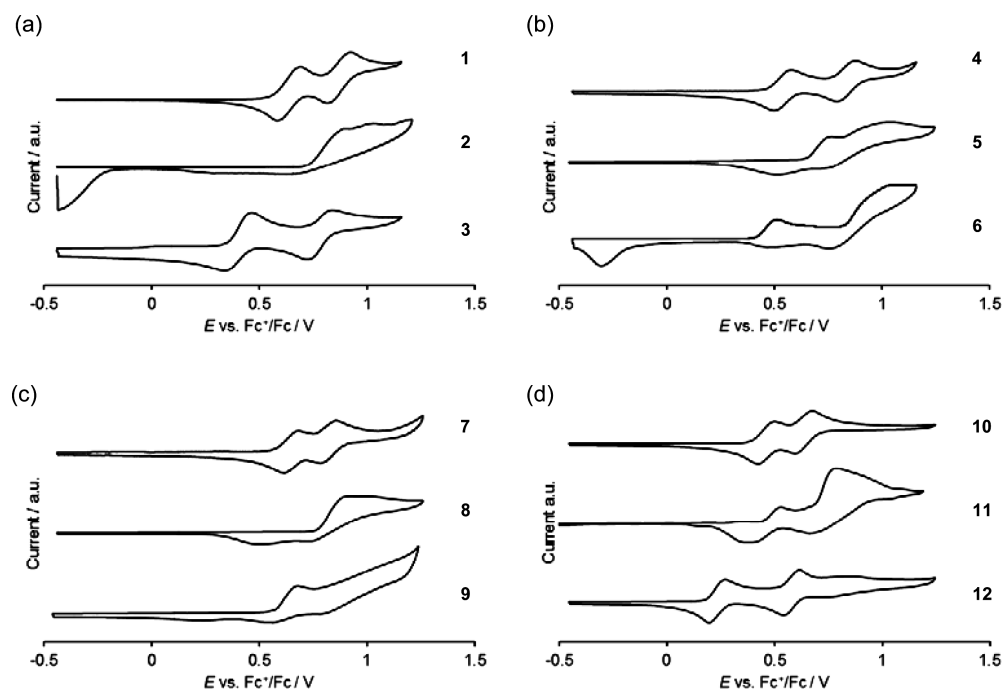 (a)
1
2
3
Current / a.u.
-0.5 0 0.5 1 1.5
E vs. Fc⁺/Fc / V
(b)
4
5
6
Current / a.u.
-0.5 0 0.5 1 1.5
E vs. Fc⁺/Fc / V
(c)
7
8
9
Current / a.u.
-0.5 0 0.5 1 1.5
E vs. Fc⁺/Fc / V
(d)
10
11
12
Current a.u.
-0.5 0 0.5 1 1.5
E vs. Fc⁺/Fc / V